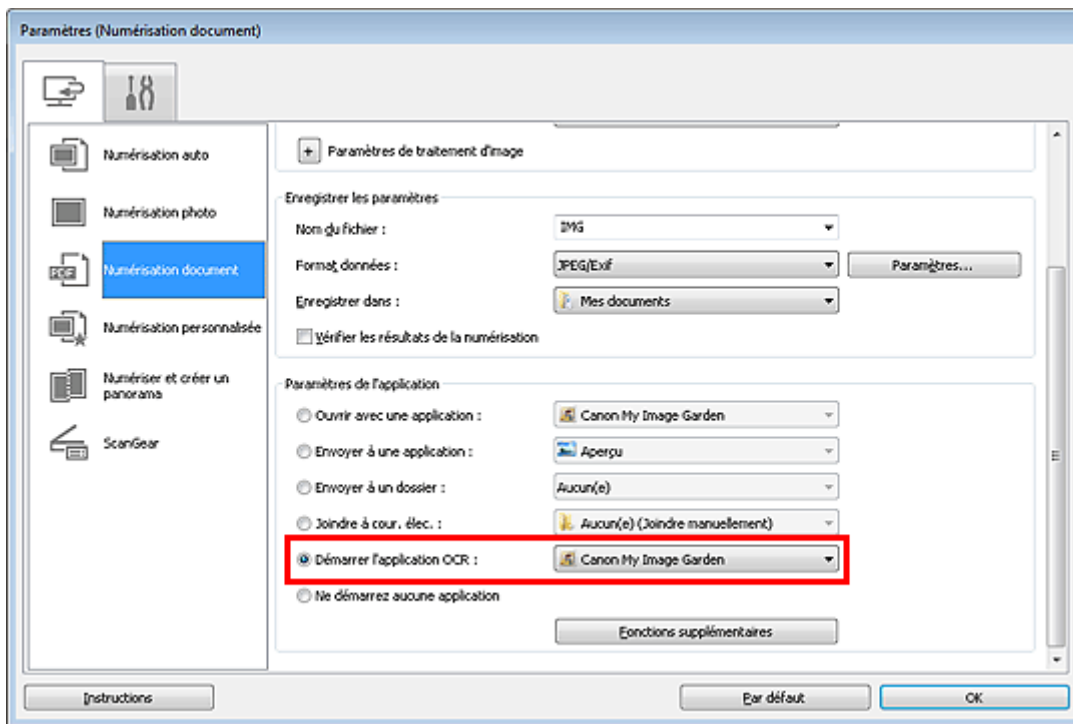 Paramètres (Numérisation document)
Numérisation auto
Numérisation photo
PDF
Numérisation document
Numérisation personnalisée
Numériser et créer un
panorama
ScanGear
+ Paramètres de traitement d'image
Enregistrer les paramètres
Nom du fichier : IMG
Format données : JPEG/Exif Paramètres...
Enregistrer dans : Mes documents
Vérifier les résultats de la numérisation
Paramètres de l'application
Ouvrir avec une application : Canon My Image Garden
Envoyer à une application : Aperçu
Envoyer à un dossier : Aucun(e)
Joindre à cour. élec. : Aucun(e) (Joindre manuellement)
Démarrer l'application OCR : Canon My Image Garden
Ne démarrez aucune application
Fonctions supplémentaires
Instructions Par défaut OK